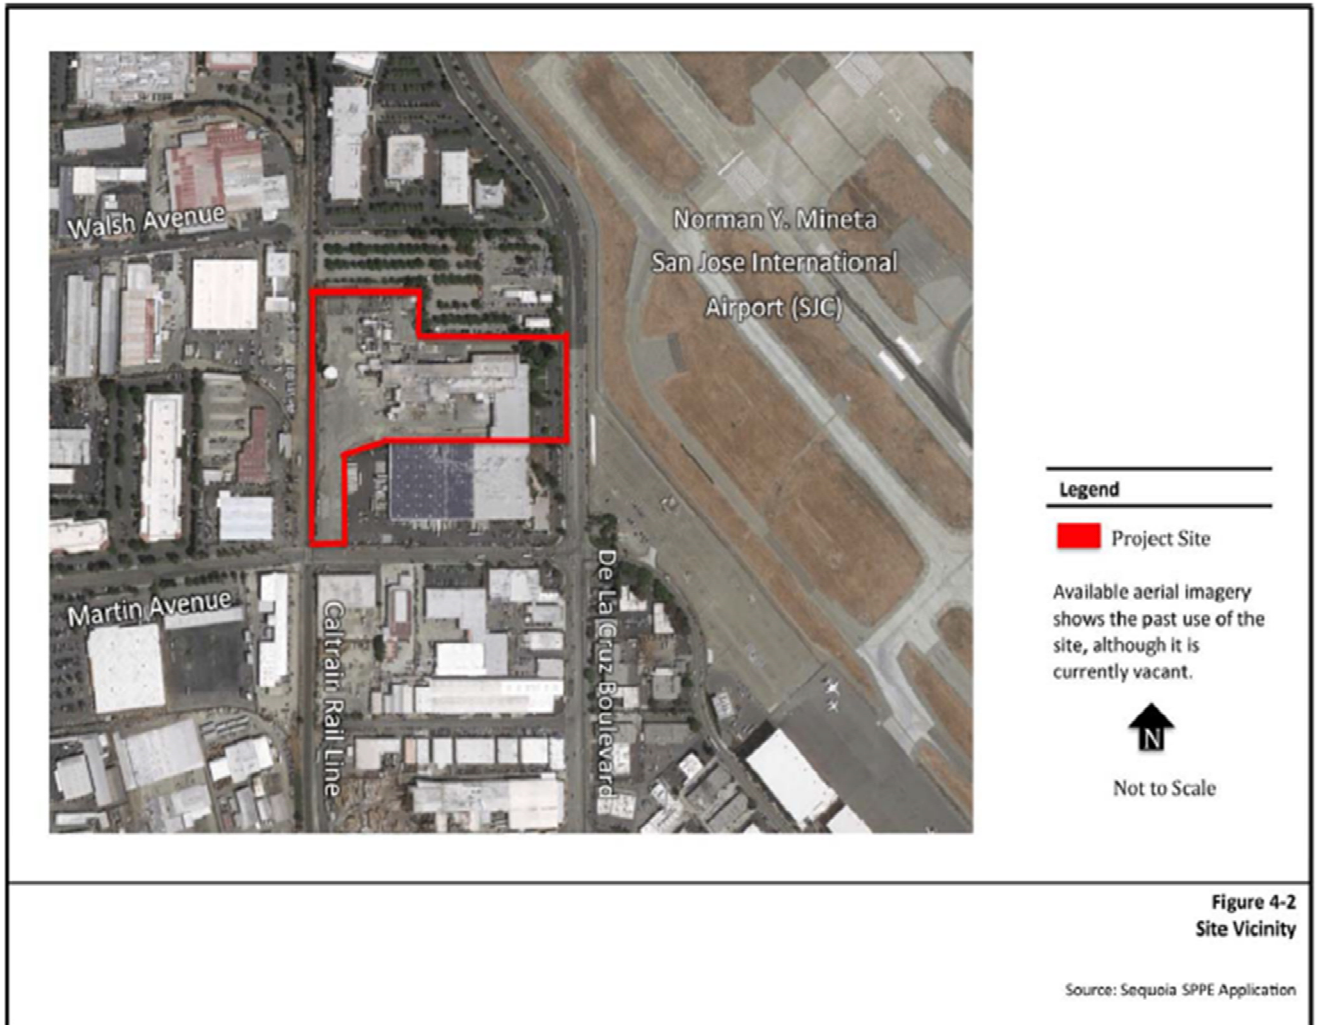 Walsh Avenue
Norman Y. Mineta
San Jose International
Airport (SJC)
Martin Avenue
Caltrain Rail Line
De La Cruz Boulevard
Legend
Project Site
Available aerial imagery
shows the past use of the
site, although it is
currently vacant.
N
Not to Scale
Figure 4-2
Site Vicinity
Source: Sequoia SPPE Application